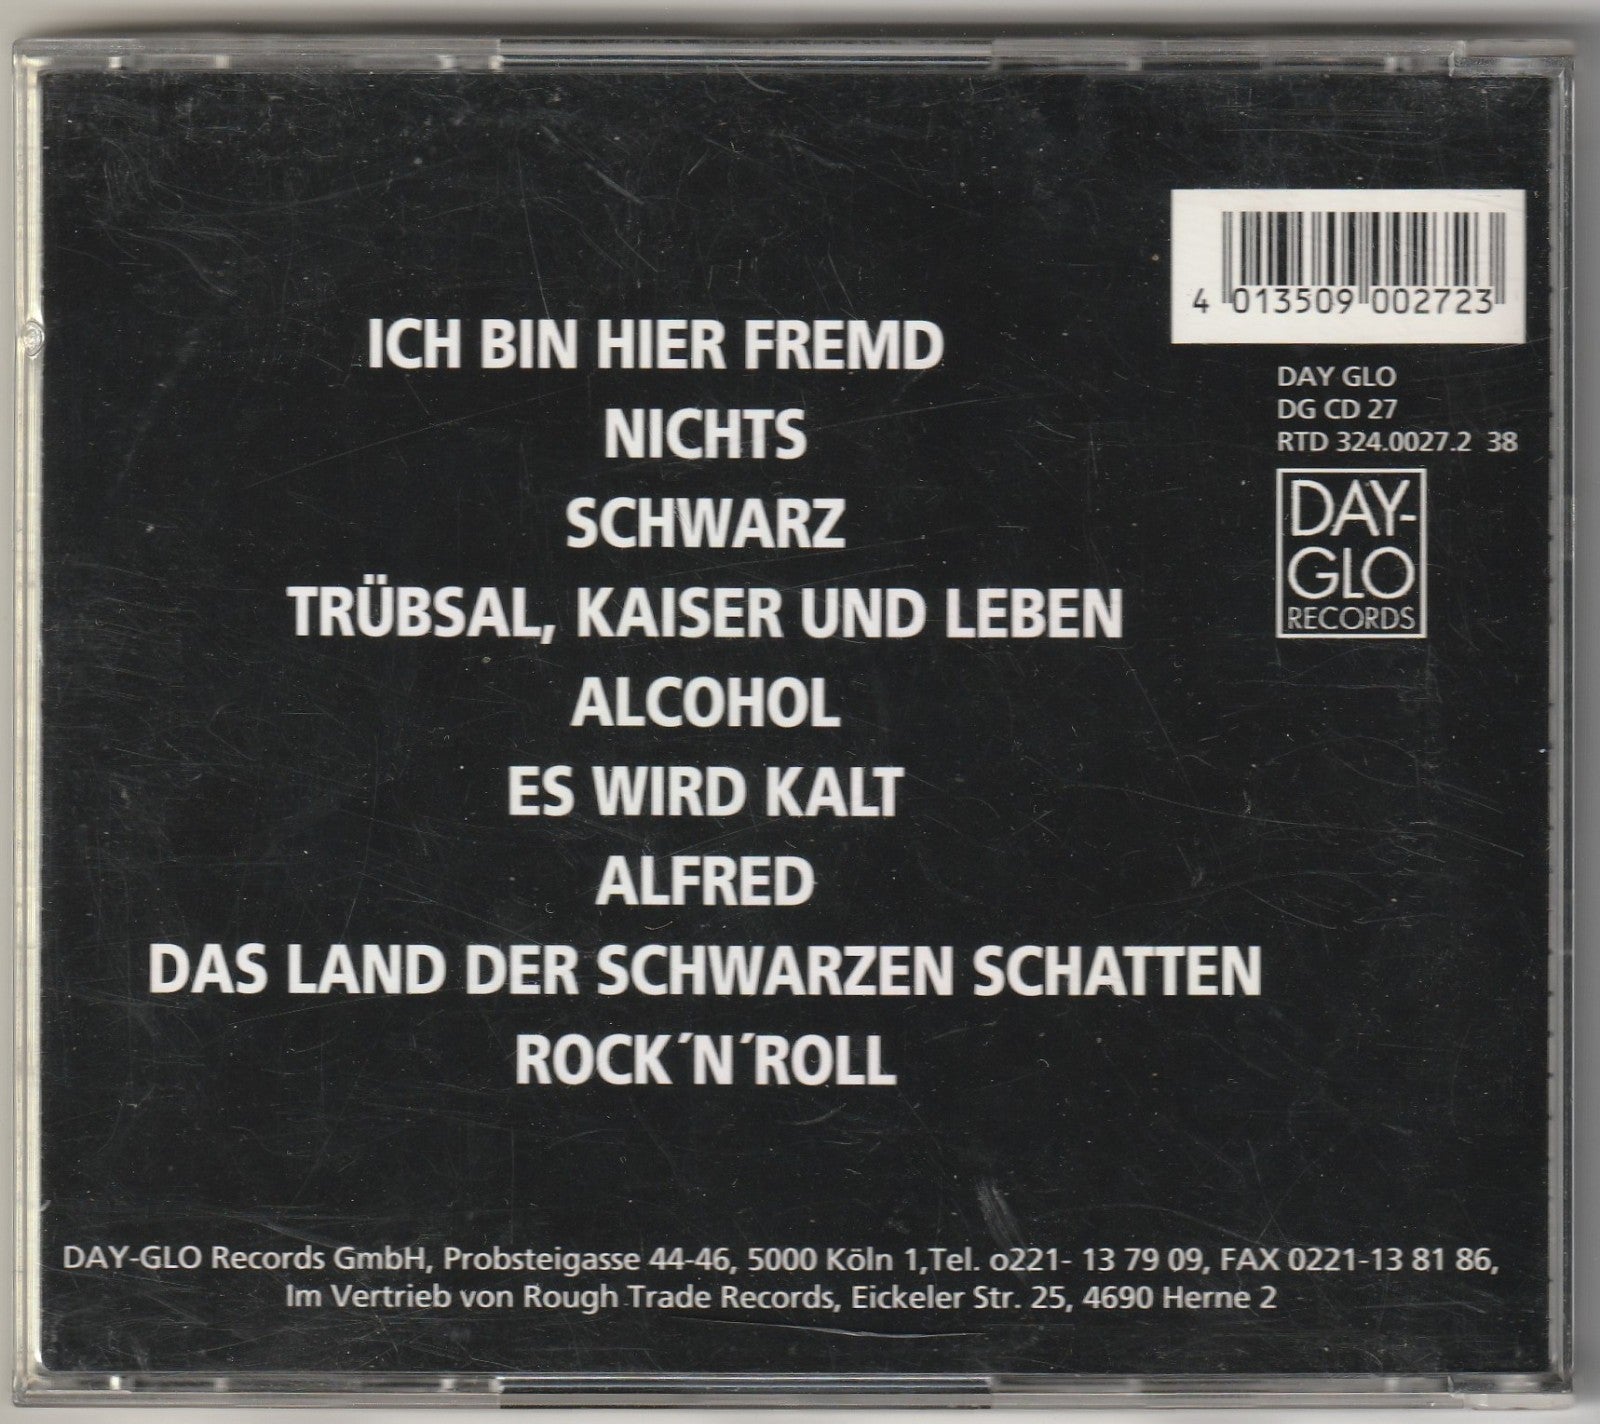 4 013509 002723
DAY GLO
DG CD 27
RTD 324.0027.2 38
DAY-
GLO
RECORDS
ICH BIN HIER FREMD
NICHTS
SCHWARZ
TRÜBSAL, KAISER UND LEBEN
ALCOHOL
ES WIRD KALT
ALFRED
DAS LAND DER SCHWARZEN SCHATTEN
ROCK´N´ROLL
DAY-GLO Records GmbH, Probsteigasse 44-46, 5000 Köln 1,Tel. o221- 13 79 09, FAX 0221-13 81 86,
Im Vertrieb von Rough Trade Records, Eickeler Str. 25, 4690 Herne 2